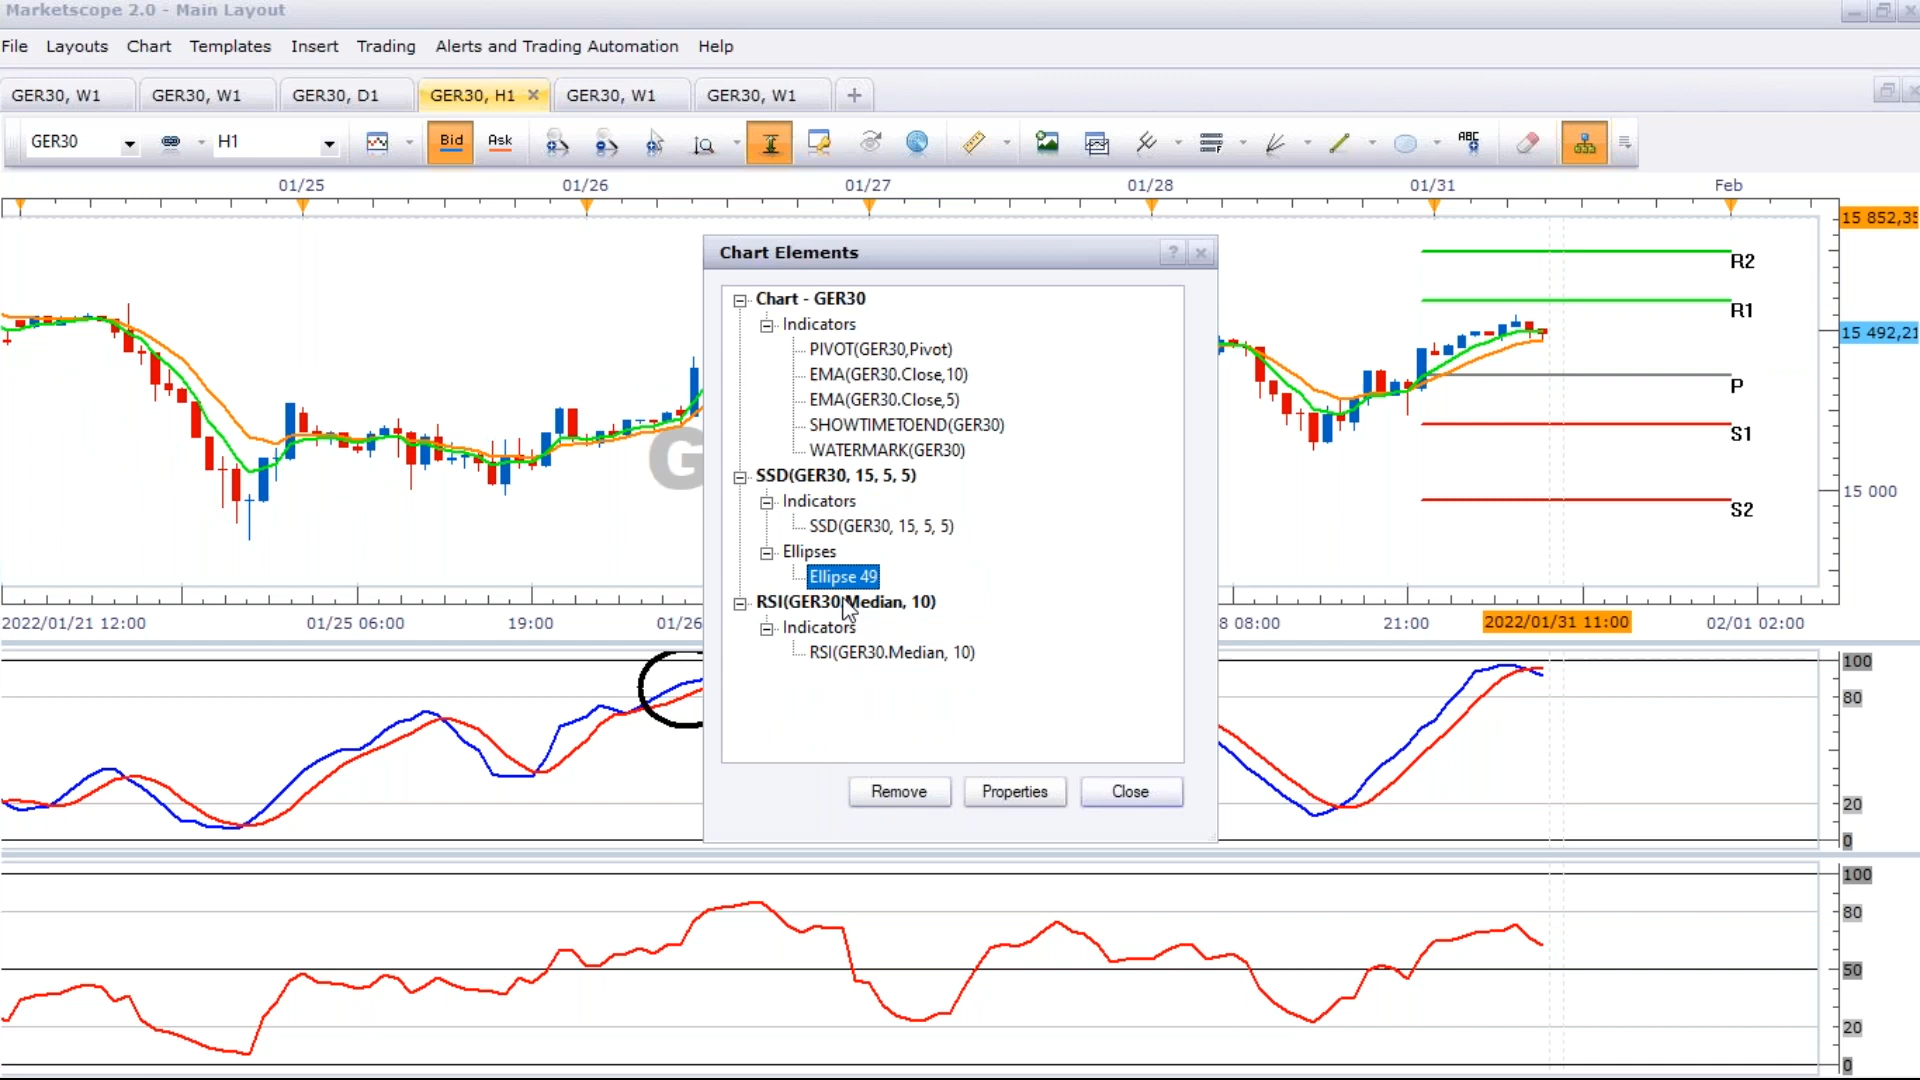 Marketscope 2.0 - Main Layout
File Layouts Chart Templates Insert Trading Alerts and Trading Automation Help
GER30, W1 GER30, W1 GER30, D1 GER30, H1 GER30, W1 GER30, W1
GER30 H1 Bid Ask ABC
01/25 01/26 01/27 01/28 01/31 Feb
15 852,35
Chart Elements
Chart - GER30
Indicators
PIVOT(GER30,Pivot)
EMA(GER30.Close,10)
EMA(GER30.Close,5)
SHOWTIMETOEND(GER30)
WATERMARK(GER30)
SSD(GER30, 15, 5, 5)
Indicators
SSD(GER30, 15, 5, 5)
Ellipses
Ellipse 49
RSI(GER30.Median, 10)
Indicators
RSI(GER30.Median, 10)
Remove Properties Close
G
R2
R1
15 492,21
P
S1
15 000
S2
2022/01/21 12:00 01/25 06:00 19:00 01/26 8 08:00 21:00 2022/01/31 11:00 02/01 02:00
100
80
20
0
100
80
50
20
0